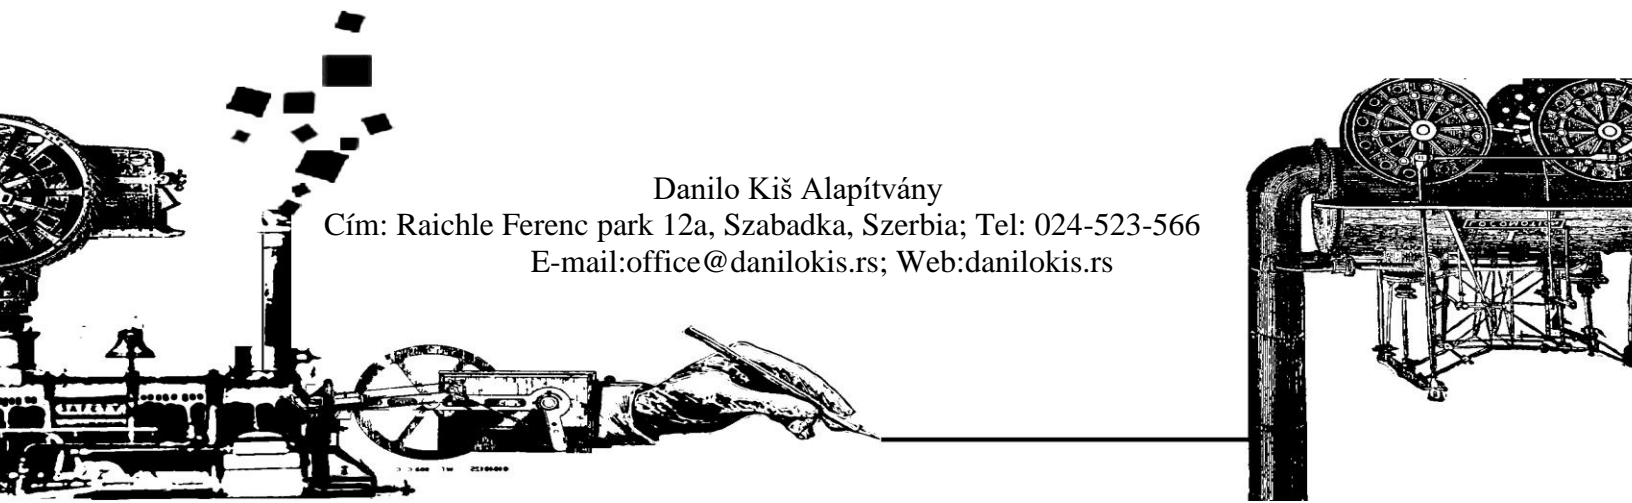 Danilo Kiš Alapítvány
Cím: Raichle Ferenc park 12a, Szabadka, Szerbia; Tel: 024-523-566
E-mail:office@danilokis.rs; Web:danilokis.rs